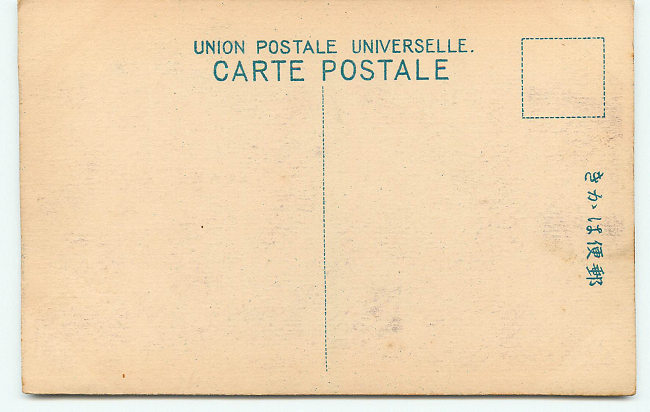 UNION POSTALE UNIVERSELLE.
CARTE POSTALE
郵便はかき